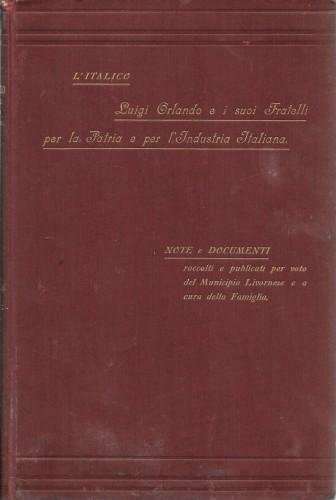 L'ITALICO
Luigi Orlando e i suoi Fratelli
per la Patria e per l'Industria Italiana.
NOTE e DOCUMENTI
raccolti e publicati per voto
del Municipio Livornese e a
cura della Famiglia.